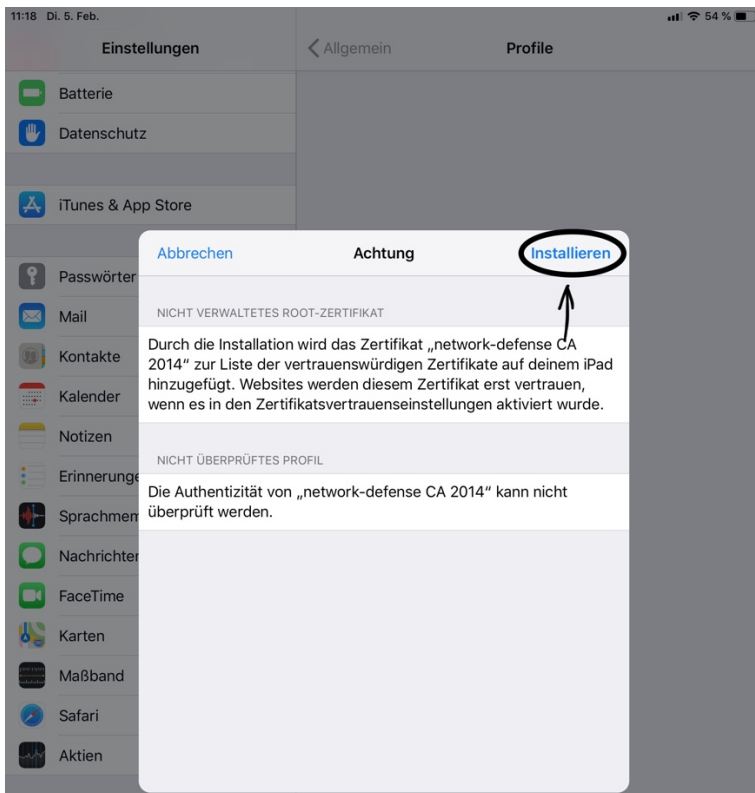 11:18 Di. 5. Feb.
54 %
Einstellungen
Allgemein
Profile
Batterie
Datenschutz
iTunes & App Store
Abbrechen
Achtung
Installieren
Passwörter
NICHT VERWALTETES ROOT-ZERTIFIKAT
Mail
Durch die Installation wird das Zertifikat „network-defense CA
2014“ zur Liste der vertrauenswürdigen Zertifikate auf deinem iPad
hinzugefügt. Websites werden diesem Zertifikat erst vertrauen,
wenn es in den Zertifikatsvertrauenseinstellungen aktiviert wurde.
Kontakte
Kalender
Notizen
NICHT ÜBERPRÜFTES PROFIL
Erinnerunge
Die Authentizität von „network-defense CA 2014“ kann nicht
überprüft werden.
Sprachmem
Nachrichten
FaceTime
Karten
Maßband
Safari
Aktien